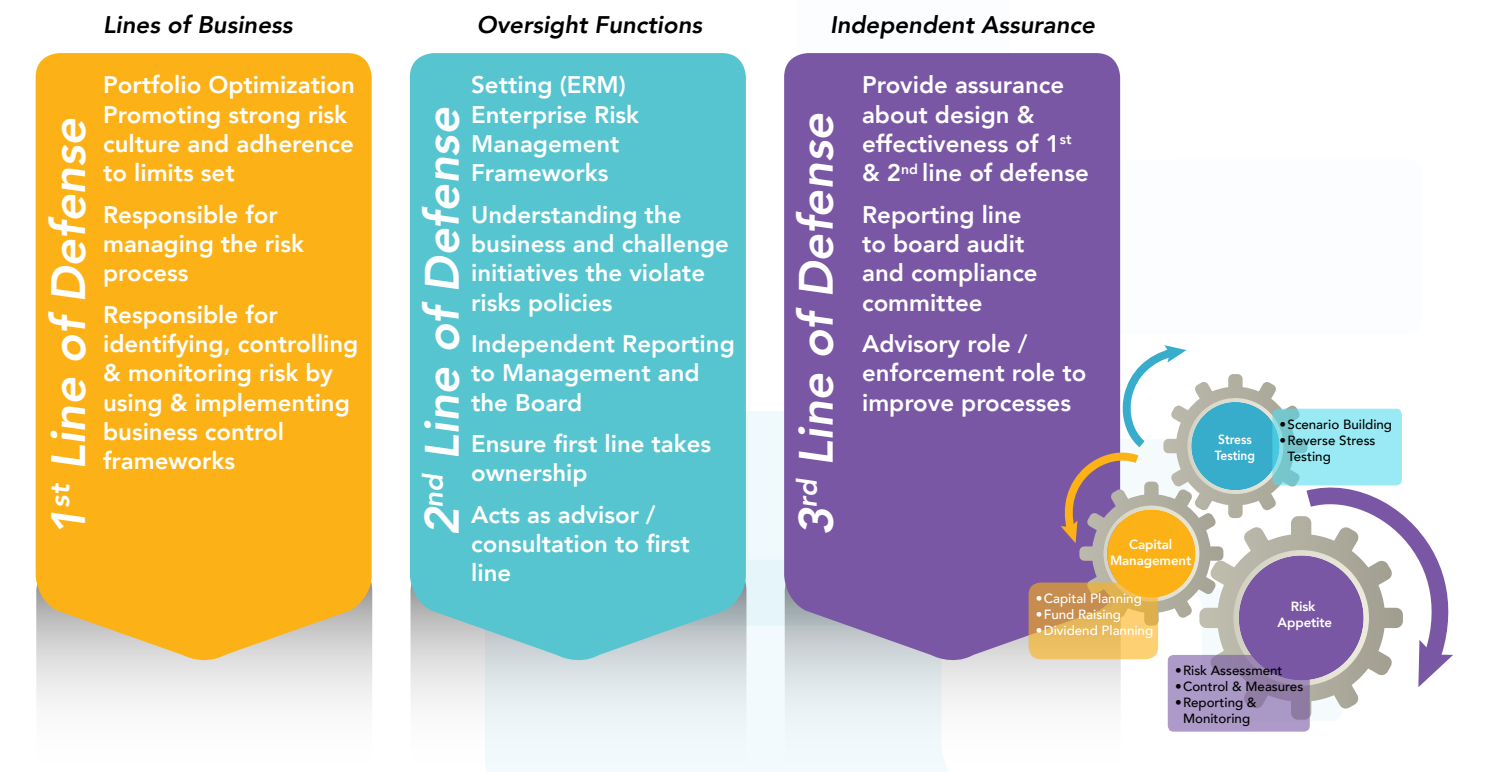 Lines of Business
1st Line of Defense
Portfolio Optimization
Promoting strong risk
culture and adherence
to limits set
Responsible for
managing the risk
process
Responsible for
identifying, controlling
& monitoring risk by
using & implementing
business control
frameworks
Oversight Functions
2nd Line of Defense
Setting (ERM)
Enterprise Risk
Management
Frameworks
Understanding the
business and challenge
initiatives the violate
risks policies
Independent Reporting
to Management and
the Board
Ensure first line takes
ownership
Acts as advisor /
consultation to first
line
Independent Assurance
3rd Line of Defense
Provide assurance
about design &
effectiveness of 1st
& 2nd line of defense
Reporting line
to board audit
and compliance
committee
Advisory role /
enforcement role to
improve processes
Stress
Testing
•Scenario Building
•Reverse Stress
Testing
Capital
Management
•Capital Planning
•Fund Raising
•Dividend Planning
Risk
Appetite
•Risk Assessment
•Control & Measures
•Reporting &
Monitoring